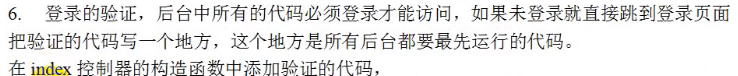 6. 登录的验证，后台中所有的代码必须登录才能访问，如果未登录就直接跳到登录页面
把验证的代码写一个地方，这个地方是所有后台都要最先运行的代码。
在 index 控制器的构造函数中添加验证的代码，